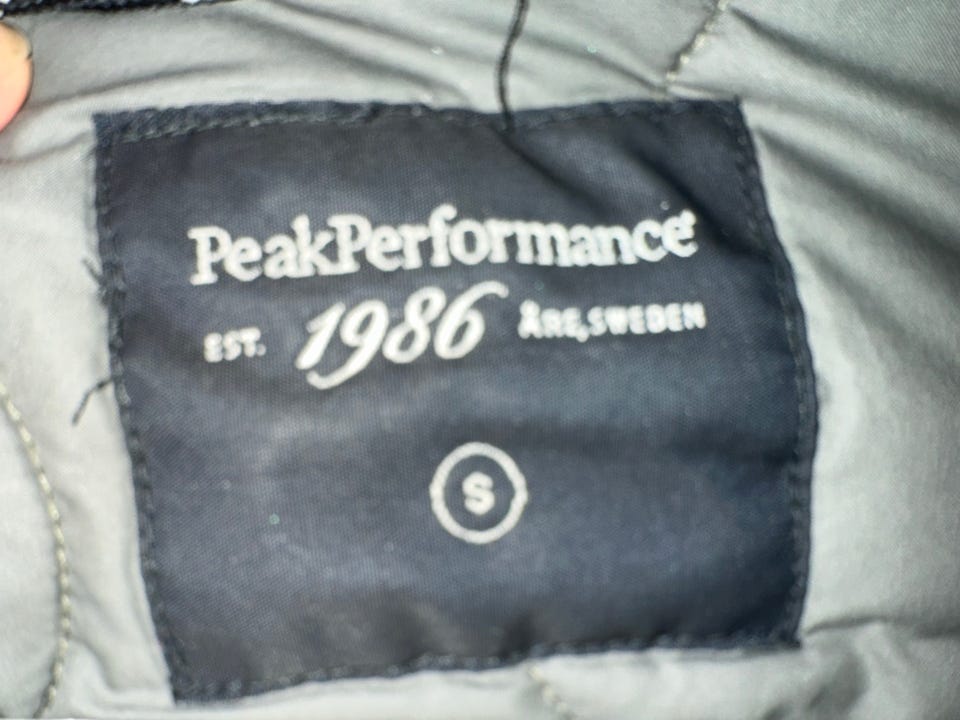 PeakPerformance®
EST. 1986 ÅRE,SWEDEN
S